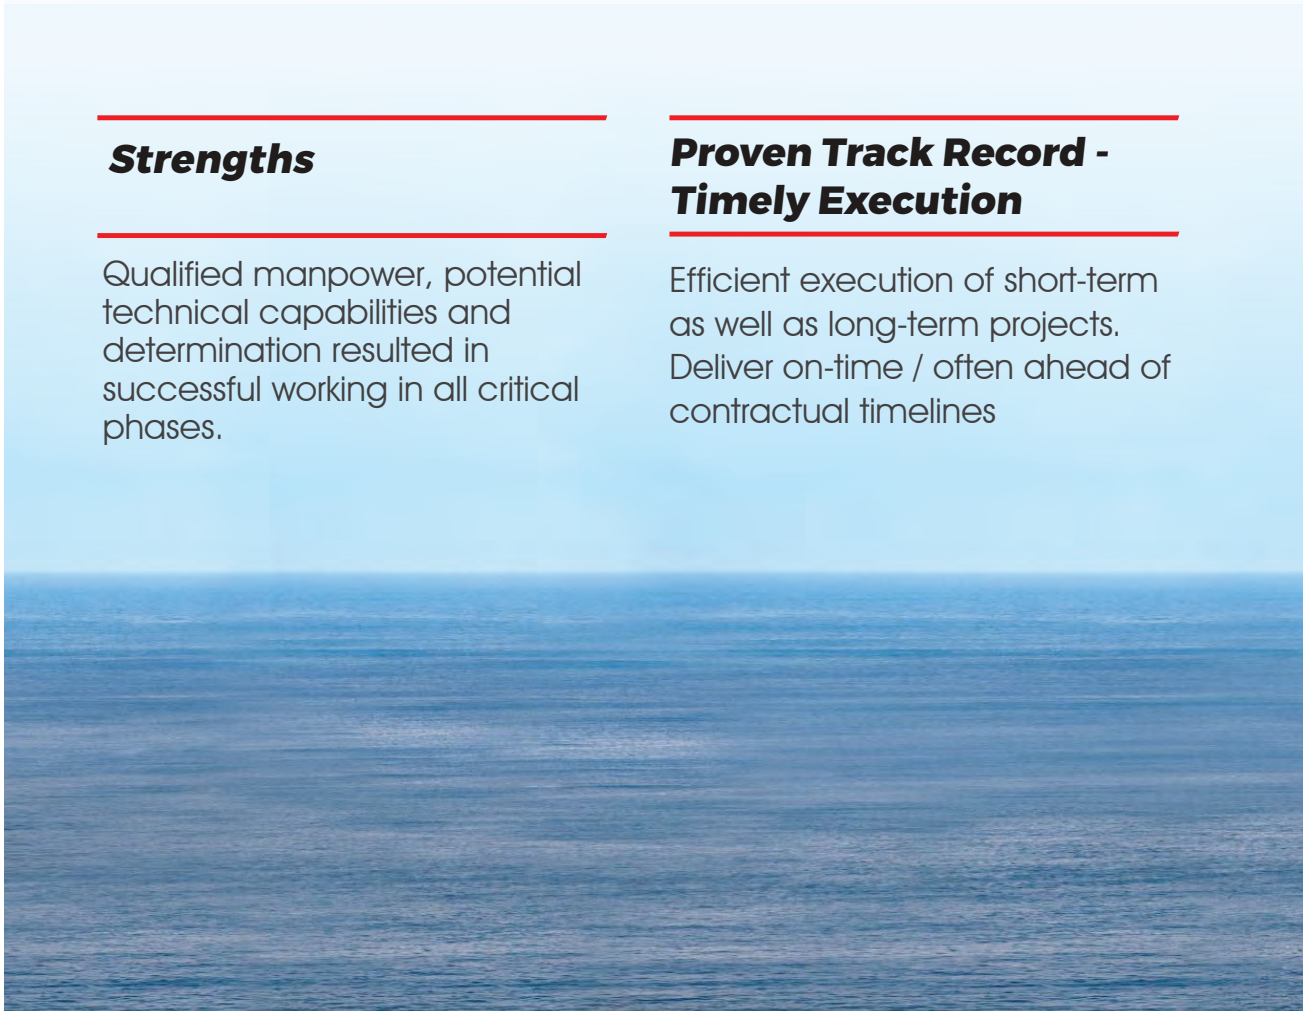 Strengths
Qualified manpower, potential
technical capabilities and
determination resulted in
successful working in all critical
phases.
Proven Track Record -
Timely Execution
Efficient execution of short-term
as well as long-term projects.
Deliver on-time / often ahead of
contractual timelines